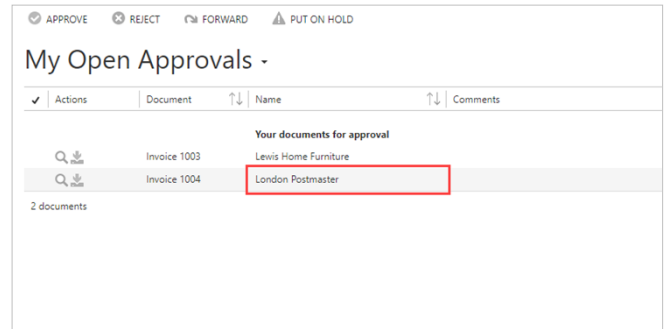 APPROVE REJECT FORWARD PUT ON HOLD
My Open Approvals
Actions Document Name Comments
Your documents for approval
Invoice 1003 Lewis Home Furniture
Invoice 1004 London Postmaster
2 documents